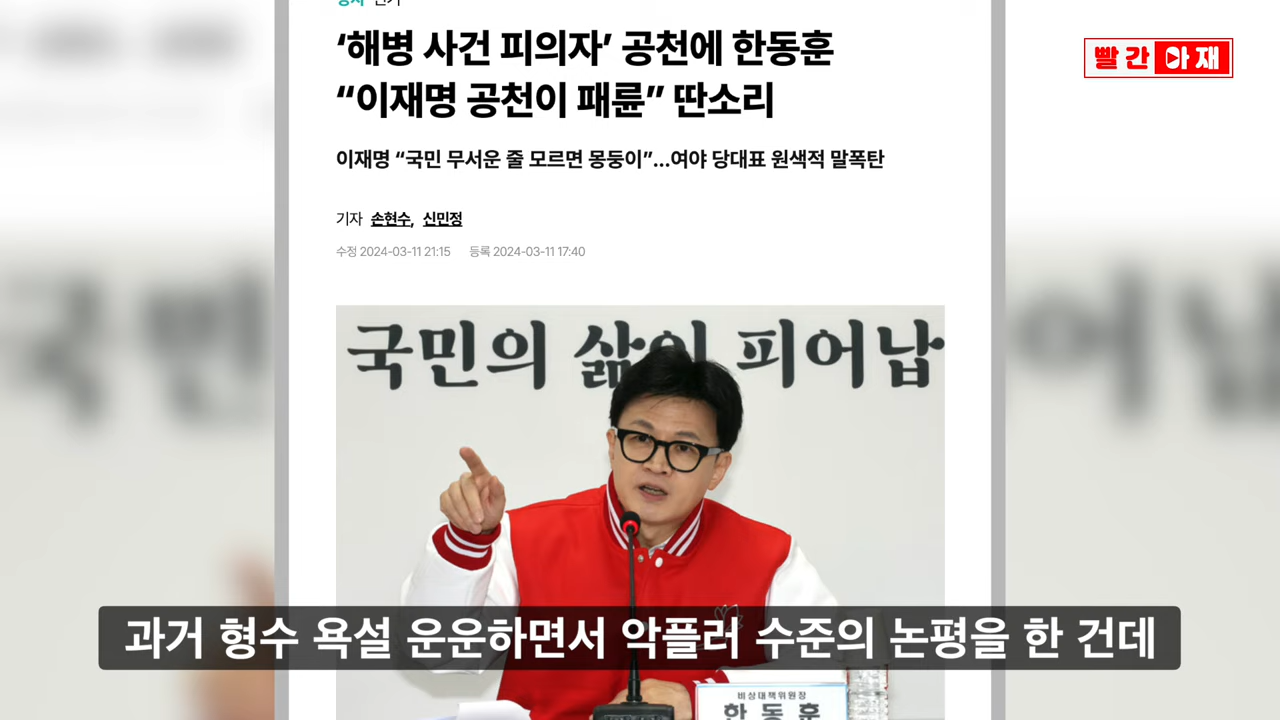 ‘해병 사건 피의자’ 공천에 한동훈
“이재명 공천이 패륜” 딴소리
이재명 “국민 무서운 줄 모르면 몽둥이”…여야 당대표 원색적 말폭탄
기자 손현수, 신민정
수정 2024-03-11 21:15 등록 2024-03-11 17:40
빨간아재
국민의 삶이 피어납
비상대책위원장
한동훈
과거 형수 욕설 운운하면서 악플러 수준의 논평을 한 건데